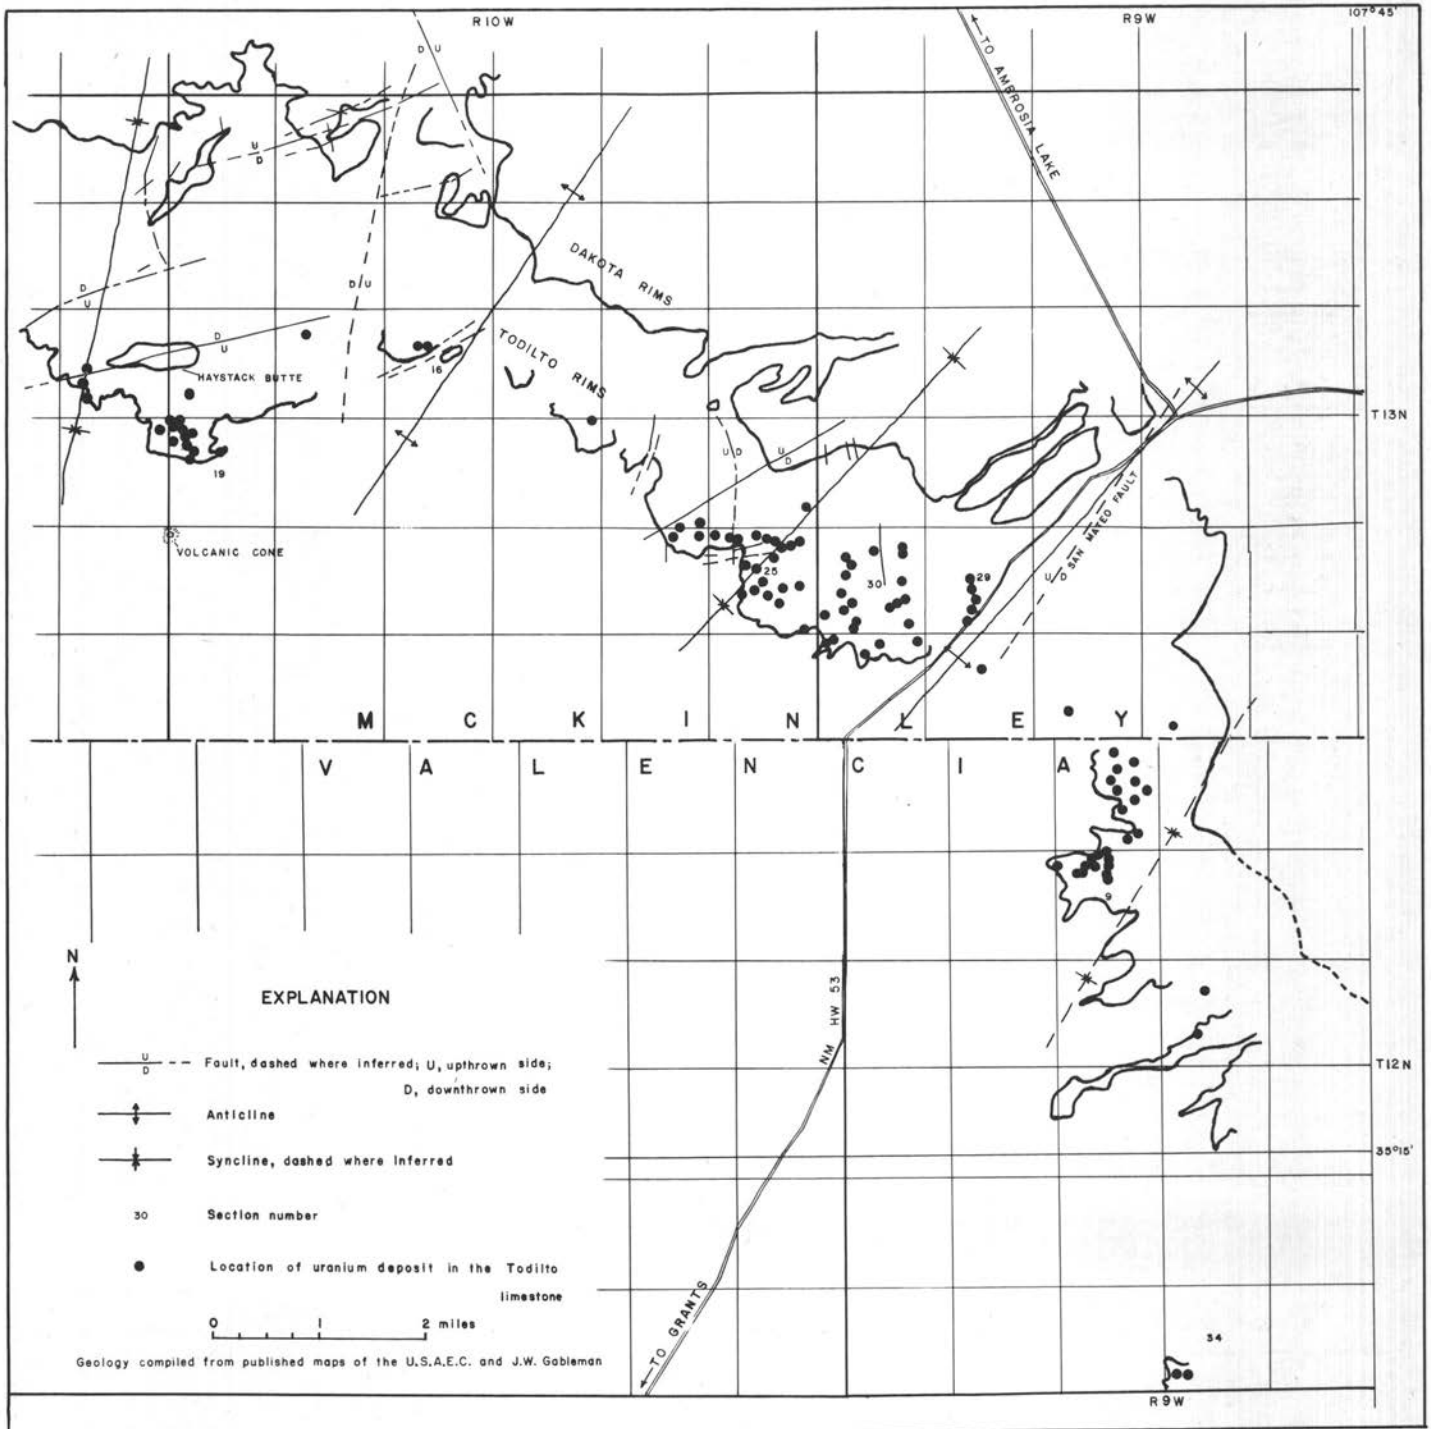 R10W
R9W
107°45'
D U
TO AMBROSIA LAKE
U
D
DAKOTA RIMS
D
U
D/U
D
U
TODILTO RIMS
16
HAYSTACK BUTTE
T13N
19
U D
U
D
SAN MATEO FAULT
U/D
VOLCANIC CONE
25
30
29
M C K I N L E Y
V A L E N C I A
9
N
EXPLANATION
NM HW 53
U
D
Fault, dashed where inferred; U, upthrown side;
D, downthrown side
T12N
Anticline
35°15'
Syncline, dashed where Inferred
30 Section number
Location of uranium deposit in the Todilto
limestone
TO GRANTS
0 1 2 miles
34
Geology compiled from published maps of the U.S.A.E.C. and J.W. Gableman
R9W